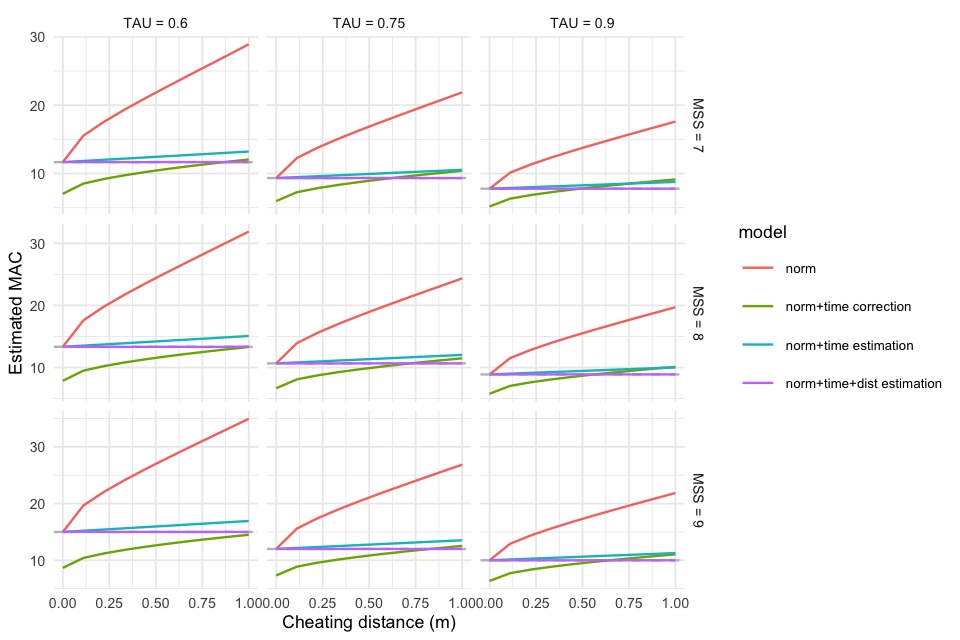 TAU = 0.6
TAU = 0.75
TAU = 0.9
30
20
10
MSS = 7
Estimated MAC
30
20
10
MSS = 8
30
20
10
MSS = 9
0.00 0.25 0.50 0.75 1.00
0.00 0.25 0.50 0.75 1.00
0.00 0.25 0.50 0.75 1.00
Cheating distance (m)
model
norm
norm+time correction
norm+time estimation
norm+time+dist estimation